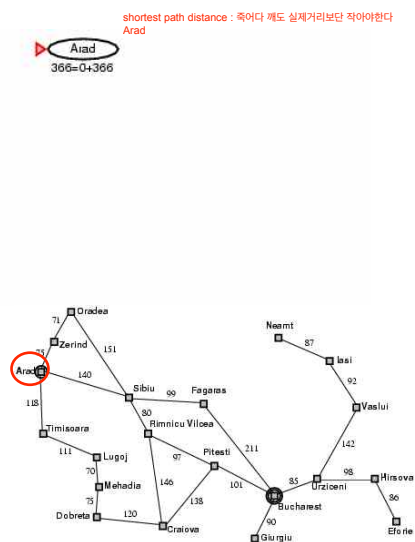 shortest path distance : 죽어다 깨도 실제거리보단 작아야한다
Arad
Arad
366=0+366
Oradea
71
Neamt
87
Zerind
75
151
Iasi
Arad
140
92
Sibiu
99
Fagaras
118
Vaslui
80
Rimnicu Vilcea
Timisoara
111
211
142
Lugoj
97
Pitesti
70
98
Hirsova
Mehadia
146
101
85
Urziceni
75
138
86
Bucharest
Dobreta
120
90
Craiova
Eforie
Giurgiu